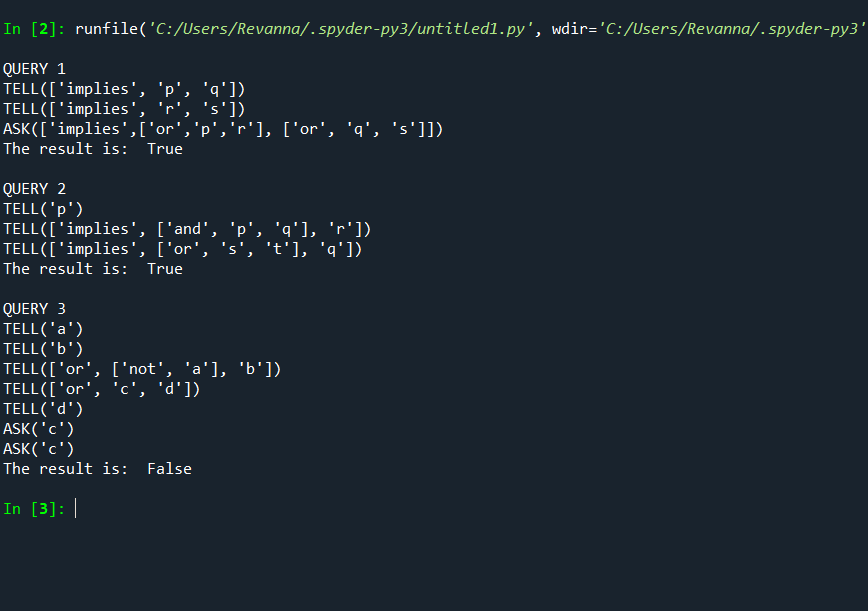 In [2]: runfile('C:/Users/Revanna/.spyder-py3/untitled1.py', wdir='C:/Users/Revanna/.spyder-py3'
QUERY 1
TELL(['implies', 'p', 'q'])
TELL(['implies', 'r', 's'])
ASK(['implies',['or','p','r'], ['or', 'q', 's']])
The result is:  True
QUERY 2
TELL('p')
TELL(['implies', ['and', 'p', 'q'], 'r'])
TELL(['implies', ['or', 's', 't'], 'q'])
The result is:  True
QUERY 3
TELL('a')
TELL('b')
TELL(['or', ['not', 'a'], 'b'])
TELL(['or', 'c', 'd'])
TELL('d')
ASK('c')
ASK('c')
The result is:  False
In [3]: